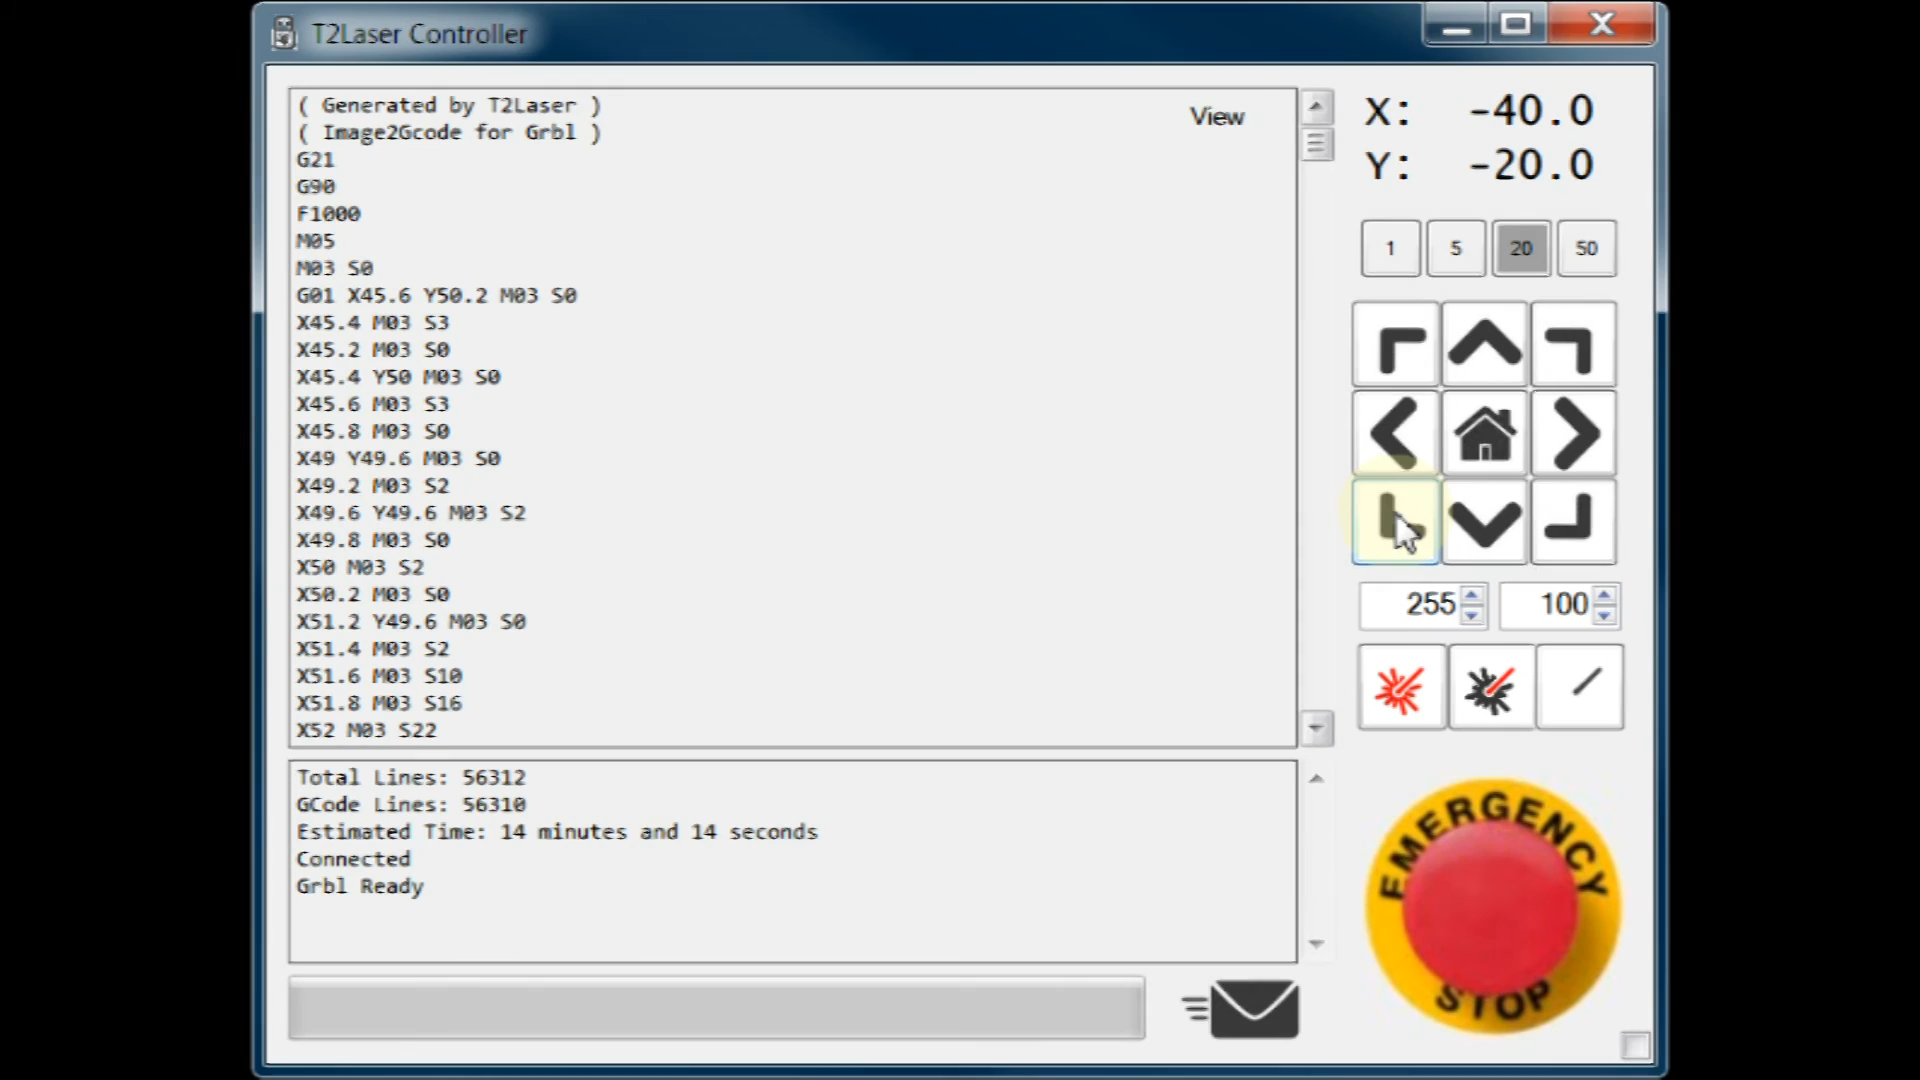 T2Laser Controller
( Generated by T2Laser )
( Image2Gcode for Grbl )
G21
G90
F1000
M05
M03 S0
G01 X45.6 Y50.2 M03 S0
X45.4 M03 S3
X45.2 M03 S0
X45.4 Y50 M03 S0
X45.6 M03 S3
X45.8 M03 S0
X49 Y49.6 M03 S0
X49.2 M03 S2
X49.6 Y49.6 M03 S2
X49.8 M03 S0
X50 M03 S2
X50.2 M03 S0
X51.2 Y49.6 M03 S0
X51.4 M03 S2
X51.6 M03 S10
X51.8 M03 S16
X52 M03 S22
View
Total Lines: 56312
GCode Lines: 56310
Estimated Time: 14 minutes and 14 seconds
Connected
Grbl Ready
X: -40.0
Y: -20.0
1 5 20 50
255 100
EMERGENCY
STOP